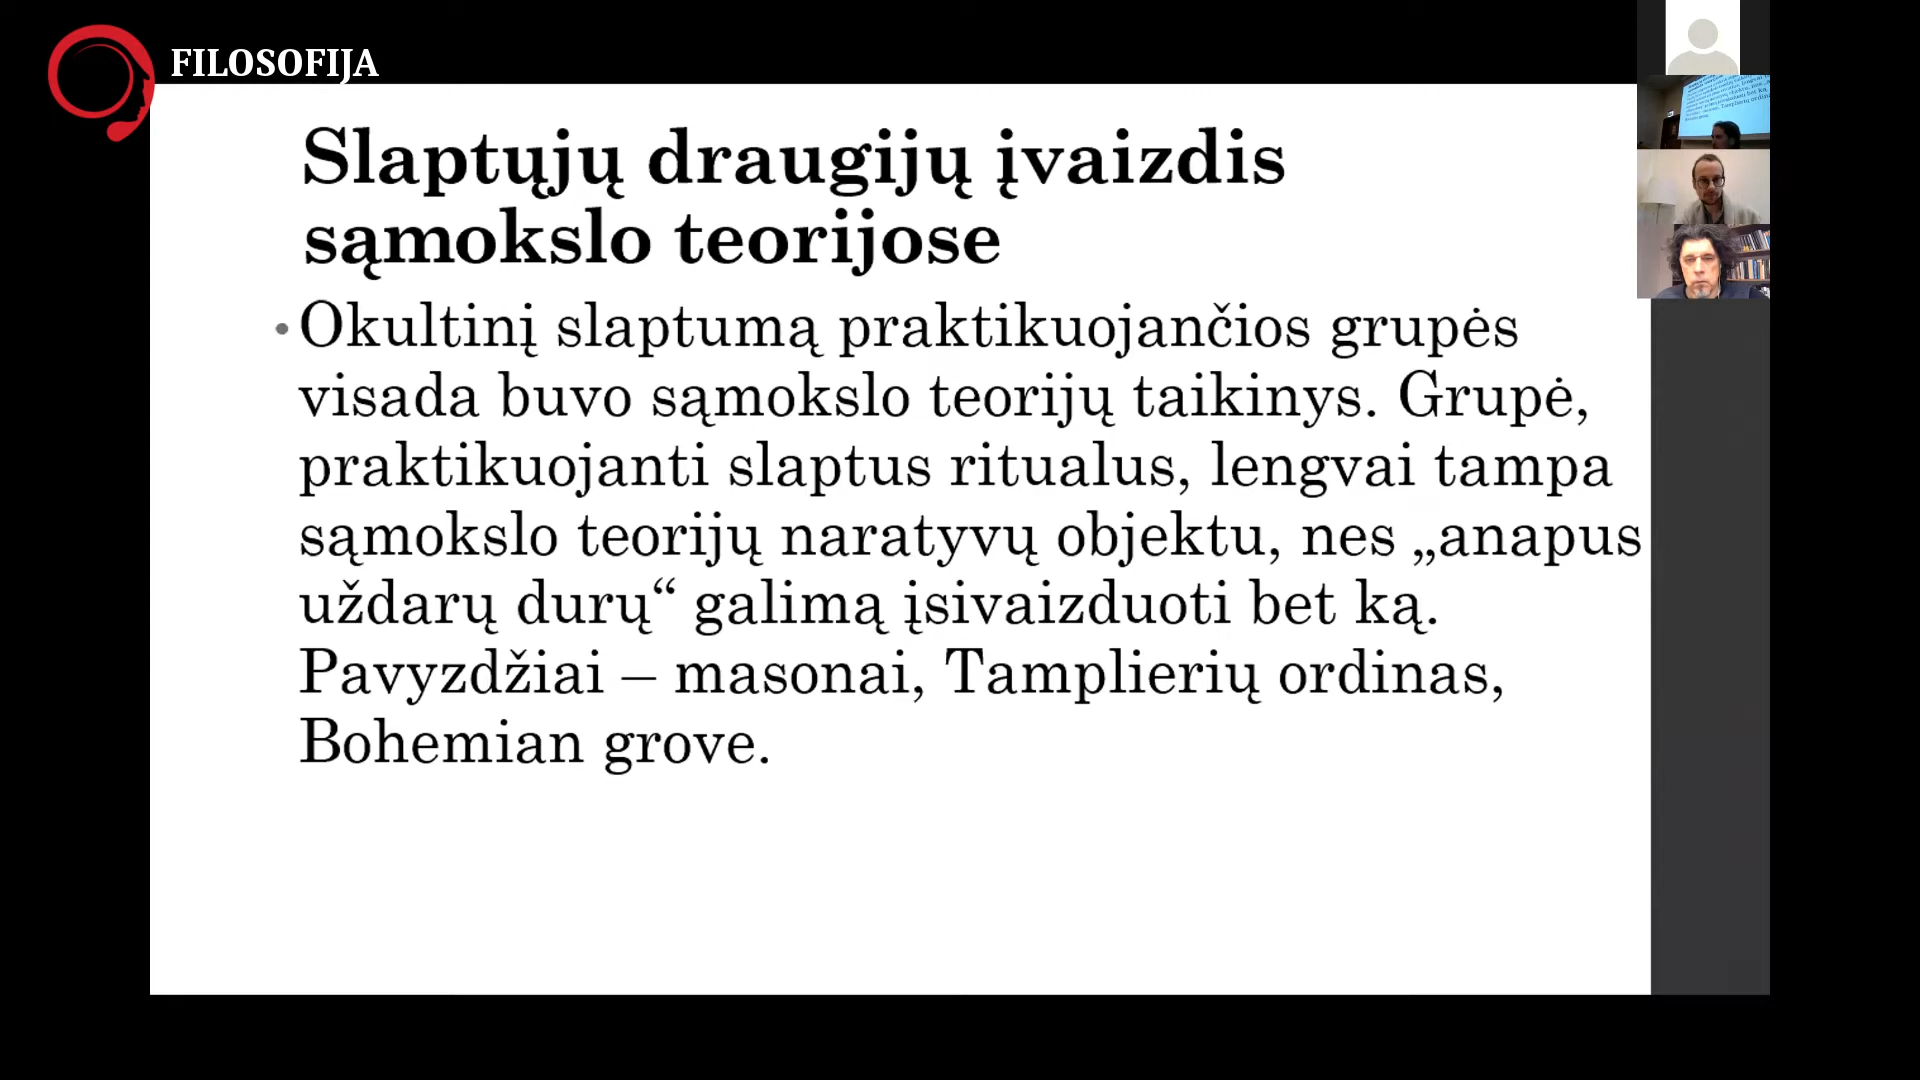 FILOSOFIJA
Slaptųjų draugijų įvaizdis
sąmokslo teorijose
• Okultinį slaptumą praktikuojančios grupės
visada buvo sąmokslo teorijų taikinys. Grupė,
praktikuojanti slaptus ritualus, lengvai tampa
sąmokslo teorijų naratyvų objektu, nes „anapus
uždarų durų“ galimą įsivaizduoti bet ką.
Pavyzdžiai – masonai, Tamplierių ordinas,
Bohemian grove.